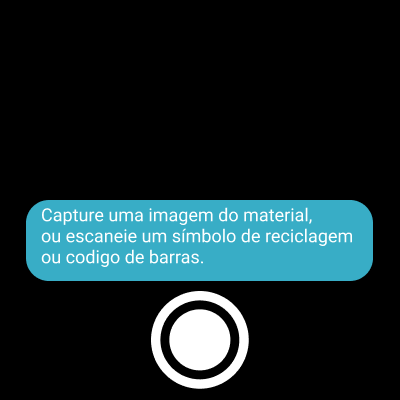 Capture uma imagem do material,
ou escaneie um símbolo de reciclagem
ou codigo de barras.